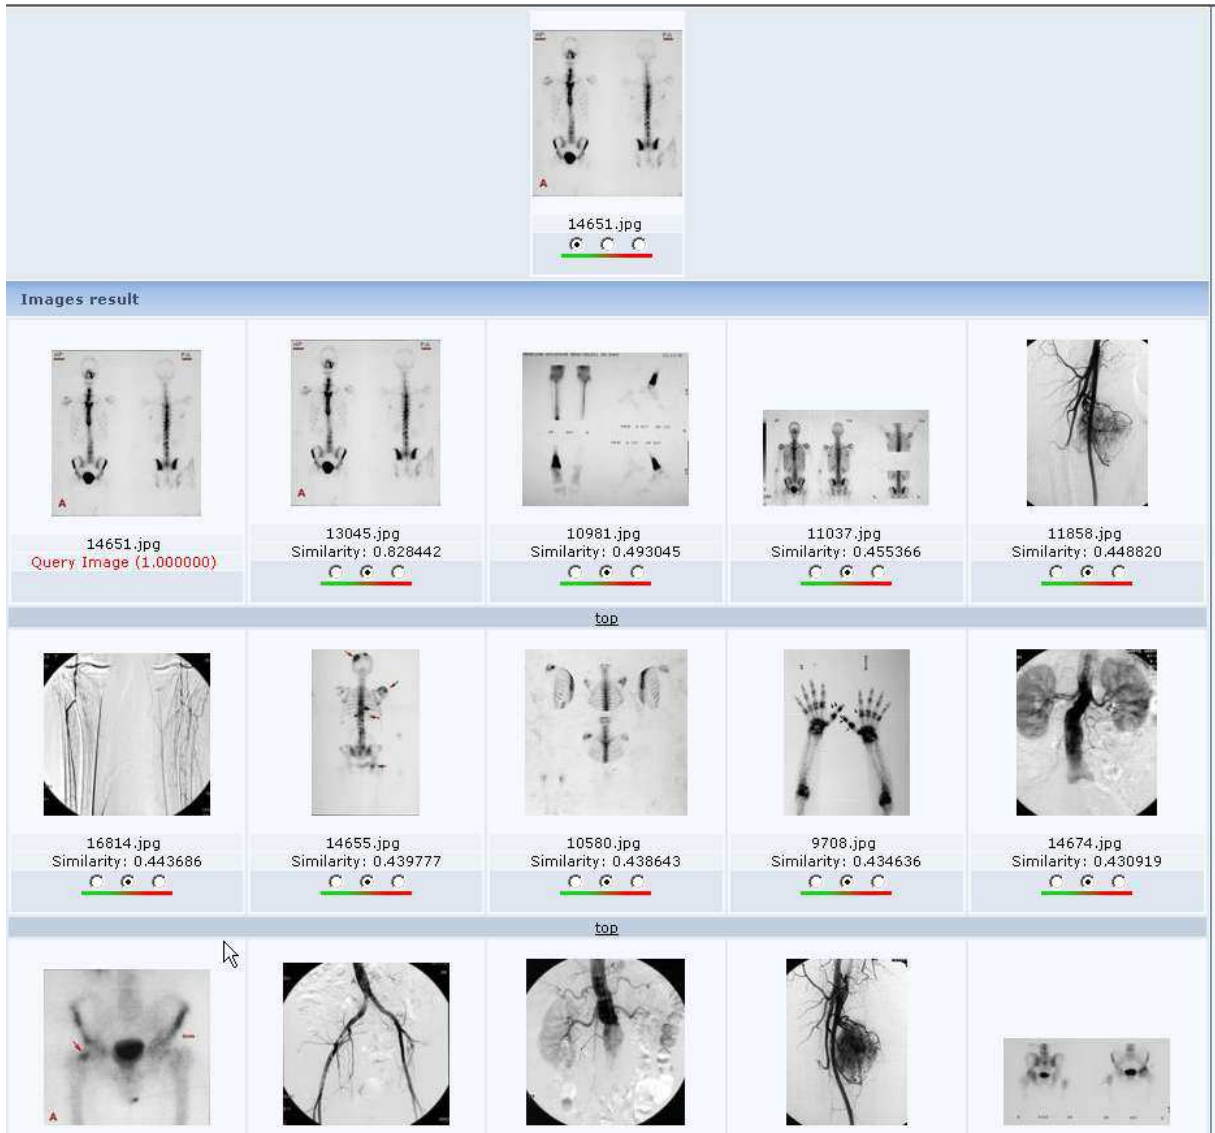 A
14651.jpg
Images result
A
A
14651.jpg
Query Image (1.000000)
13045.jpg
Similarity: 0.828442
10981.jpg
Similarity: 0.493045
11037.jpg
Similarity: 0.455366
11858.jpg
Similarity: 0.448820
top
16814.jpg
Similarity: 0.443686
14655.jpg
Similarity: 0.439777
10580.jpg
Similarity: 0.438643
9708.jpg
Similarity: 0.434636
14674.jpg
Similarity: 0.430919
top
A